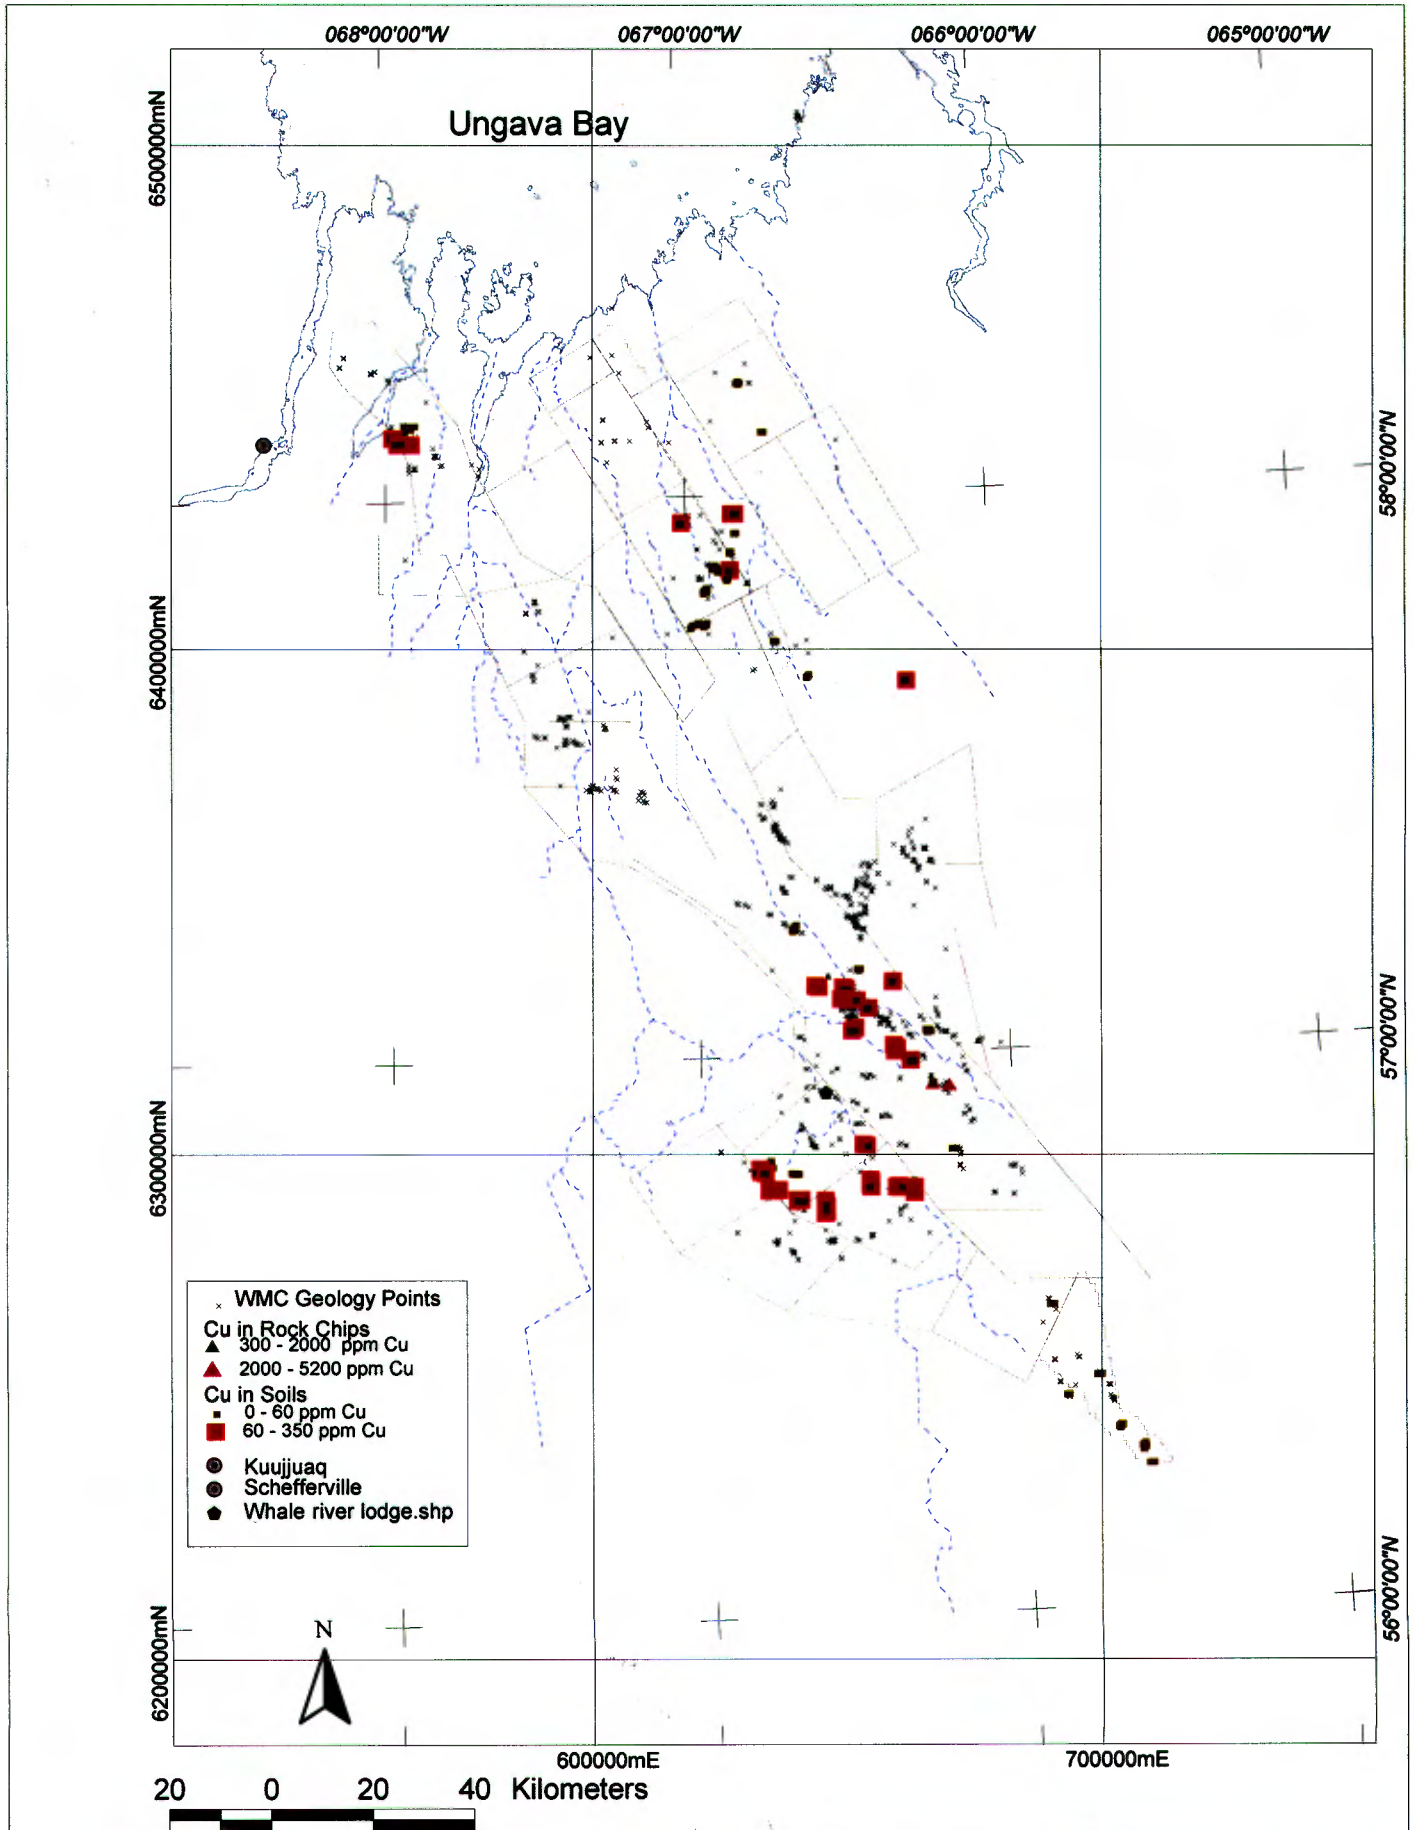 068°00'00"W
067°00'00"W
066°00'00"W
065°00'00"W
Ungava Bay
6500000mN
6400000mN
6300000mN
6200000mN
58°00'00"N
57°00'00"N
56°00'00"N
WMC Geology Points
Cu in Rock Chips
300 - 2000 ppm Cu
2000 - 5200 ppm Cu
Cu in Soils
0 - 60 ppm Cu
60 - 350 ppm Cu
Kuujjuaq
Schefferville
Whale river lodge.shp
N
600000mE
700000mE
20 0 20 40 Kilometers